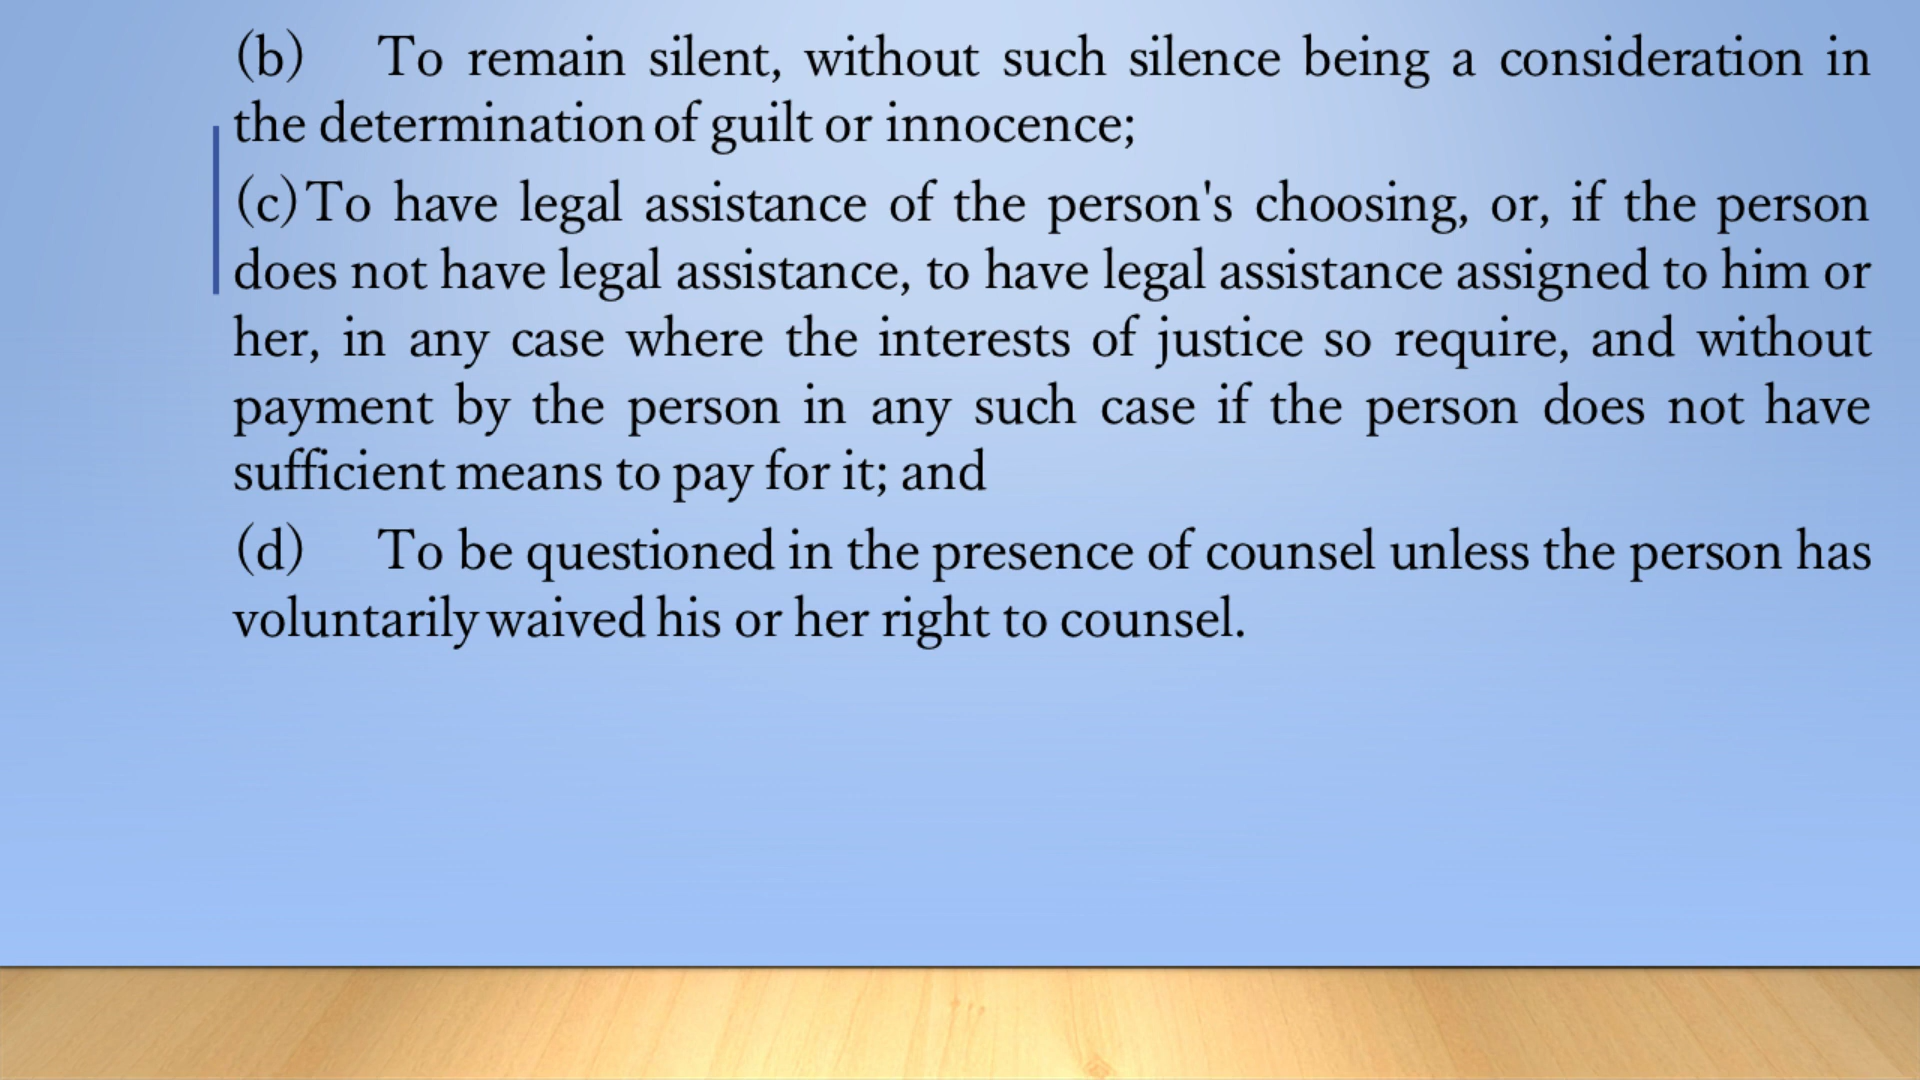 (b) To remain silent, without such silence being a consideration in
the determination of guilt or innocence;
(c) To have legal assistance of the person's choosing, or, if the person
does not have legal assistance, to have legal assistance assigned to him or
her, in any case where the interests of justice so require, and without
payment by the person in any such case if the person does not have
sufficient means to pay for it; and
(d) To be questioned in the presence of counsel unless the person has
voluntarily waived his or her right to counsel.